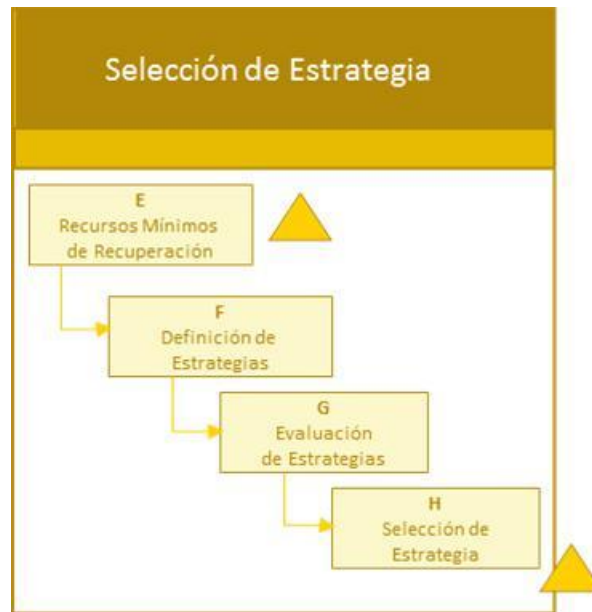 Selección de Estrategia
E
Recursos Mínimos
de Recuperación
F
Definición de
Estrategias
G
Evaluación
de Estrategias
H
Selección de
Estrategia